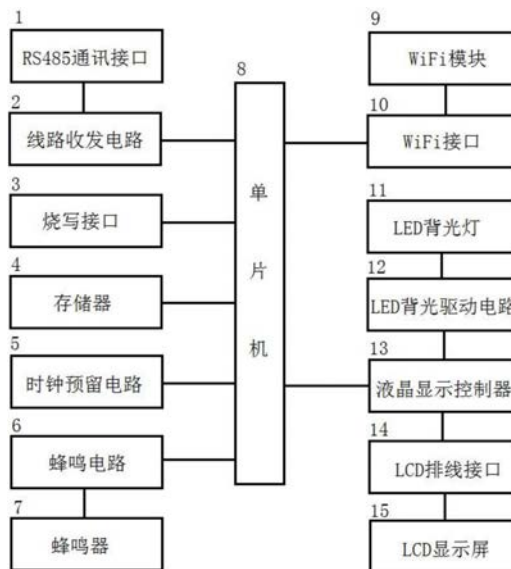 1
RS485通讯接口
2
线路收发电路
3
烧写接口
4
存储器
5
时钟预留电路
6
蜂鸣电路
7
蜂鸣器
8
单
片
机
9
WiFi模块
10
WiFi接口
11
LED背光灯
12
LED背光驱动电路
13
液晶显示控制器
14
LCD排线接口
15
LCD显示屏